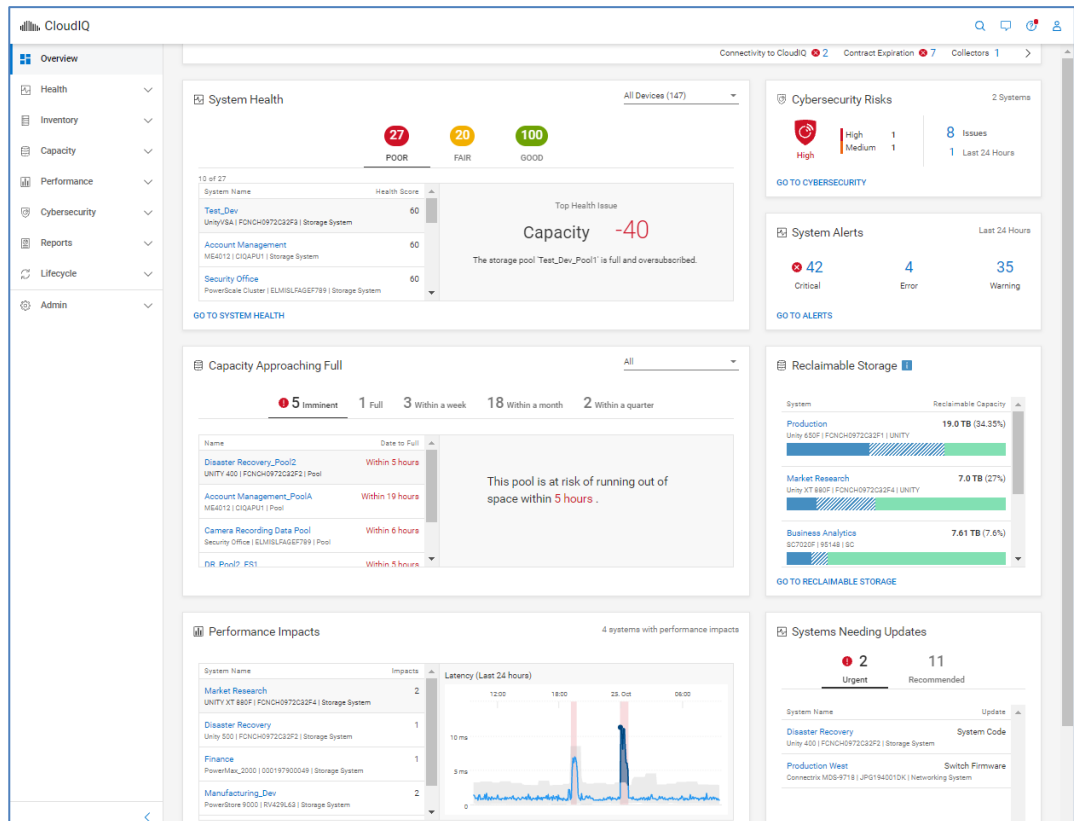 CloudIQ
Connectivity to CloudIQ 2 Contract Expiration 7 Collectors 1
Overview
Health
Inventory
Capacity
Performance
Cybersecurity
Reports
Lifecycle
Admin
System Health
All Devices (147)
27 20 100
POOR FAIR GOOD
10 of 27
System Name Health Score
Test_Dev 60
UnityVSA | FCNCH0972C32F3 | Storage System
Account Management 60
ME4012 | CIQAPU1 | Storage System
Security Office 60
PowerScale Cluster | ELMISLFAGEF789 | Storage System
Top Health Issue
Capacity -40
The storage pool 'Test_Dev_Pool1' is full and oversubscribed.
GO TO SYSTEM HEALTH
Cybersecurity Risks 2 Systems
High
High 1
Medium 1
8 Issues
1 Last 24 Hours
GO TO CYBERSECURITY
System Alerts Last 24 Hours
42 4 35
Critical Error Warning
GO TO ALERTS
Capacity Approaching Full
All
5 Imminent 1 Full 3 Within a week 18 Within a month 2 Within a quarter
Name Date to Full
Disaster Recovery_Pool2 Within 5 hours
UNITY 400 | FCNCH0972C32F2 | Pool
Account Management_PoolA Within 19 hours
ME4012 | CIQAPU1 | Pool
Camera Recording Data Pool Within 6 hours
Security Office | ELMISLFAGEF789 | Pool
DR_Pool2_FS1 Within 5 hours
This pool is at risk of running out of
space within 5 hours .
Reclaimable Storage
System Reclaimable Capacity
Production 19.0 TB (34.35%)
Unity 650F | FCNCH0972C32F1 | UNITY
Market Research 7.0 TB (27%)
Unity XT 880F | FCNCH0972C32F4 | UNITY
Business Analytics 7.61 TB (7.6%)
SC7020F | 95148 | SC
GO TO RECLAIMABLE STORAGE
Performance Impacts 4 systems with performance impacts
System Name Impacts
Market Research 2
UNITY XT 880F | FCNCH0972C32F4 | Storage System
Disaster Recovery 1
Unity 500 | FCNCH0972C32F2 | Storage System
Finance 1
PowerMax_2000 | 000197900049 | Storage System
Manufacturing_Dev 2
PowerStore 9000 | RV429L63 | Storage System
Latency (Last 24 hours)
12:00 18:00 23. Oct 06:00
10 ms
5 ms
0
Systems Needing Updates
2 11
Urgent Recommended
System Name Update
Disaster Recovery System Code
Unity 400 | FCNCH0972C32F2 | Storage System
Production West Switch Firmware
Connectrix MDS-9718 | JPG194001DK | Networking System